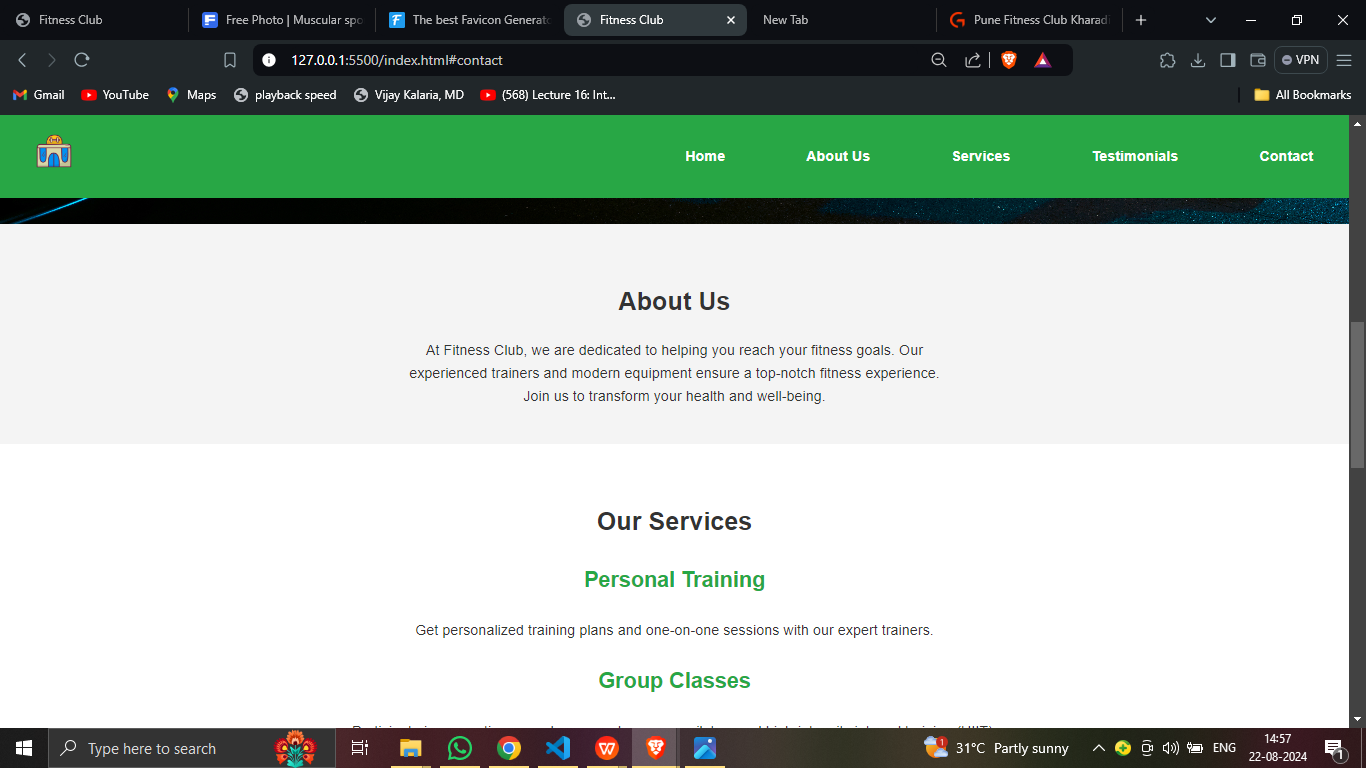 Fitness Club
Free Photo | Muscular spo
The best Favicon Generato
Fitness Club
New Tab
Pune Fitness Club Kharadi
127.0.0.1:5500/index.html#contact
VPN
Gmail
YouTube
Maps
playback speed
Vijay Kalaria, MD
(568) Lecture 16: Int...
All Bookmarks
Home
About Us
Services
Testimonials
Contact
About Us
At Fitness Club, we are dedicated to helping you reach your fitness goals. Our
experienced trainers and modern equipment ensure a top-notch fitness experience.
Join us to transform your health and well-being.
Our Services
Personal Training
Get personalized training plans and one-on-one sessions with our expert trainers.
Group Classes
Type here to search
31°C Partly sunny
ENG
14:57
22-08-2024
1